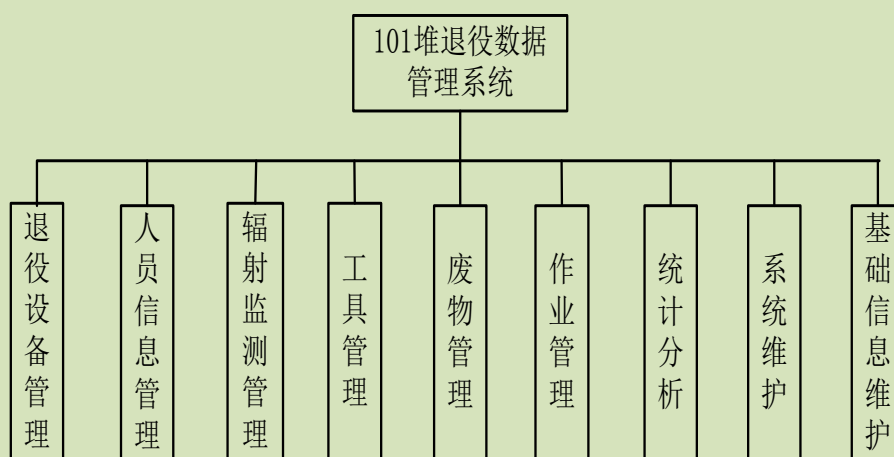 101堆退役数据
管理系统
退役设备管理
人员信息管理
辐射监测管理
工具管理
废物管理
作业管理
统计分析
系统维护
基础信息维护